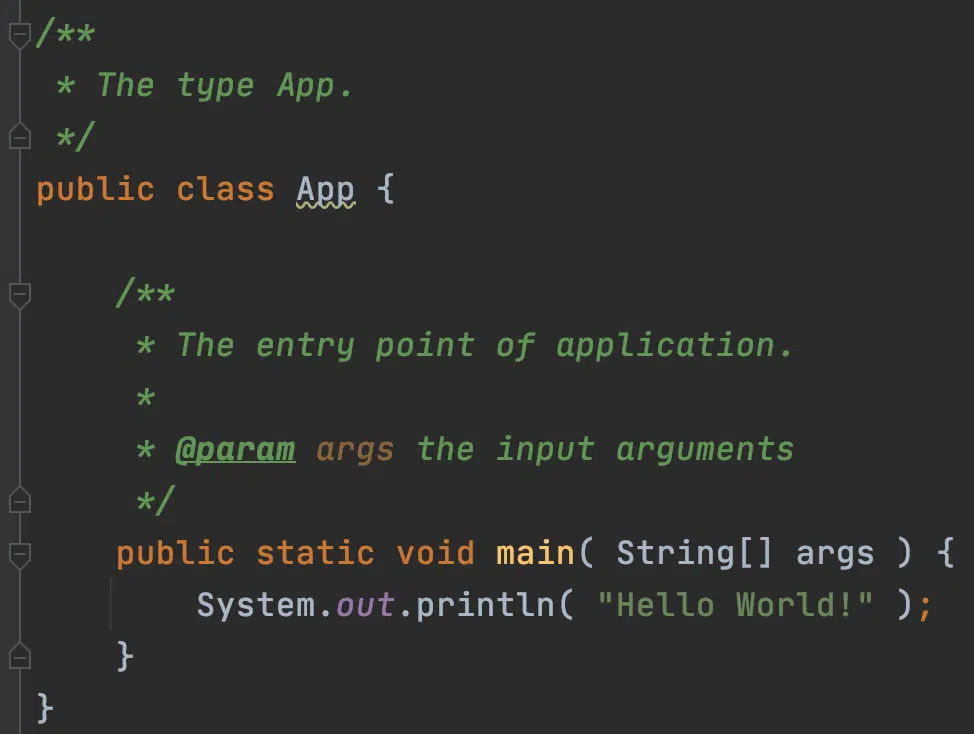 /**
 * The type App.
 */
public class App {

    /**
     * The entry point of application.
     *
     * @param args the input arguments
     */
    public static void main( String[] args ) {
        System.out.println( "Hello World!" );
    }
}